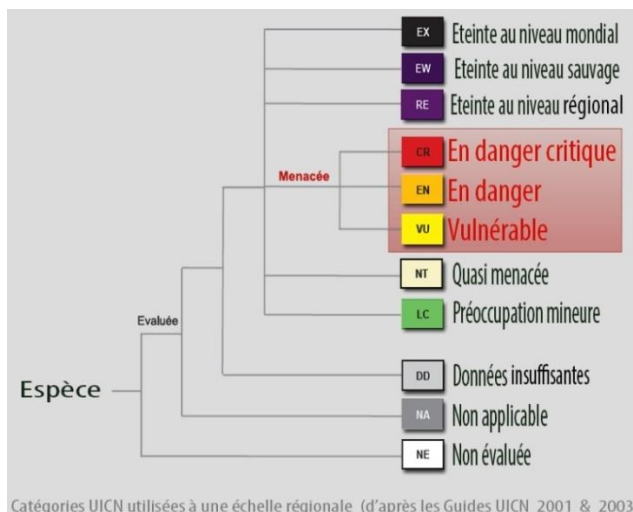 EX Eteinte au niveau mondial
EW Eteinte au niveau sauvage
RE Eteinte au niveau régional
CR En danger critique
Menacée
EN En danger
VU Vulnérable
NT Quasi menacée
LC Préoccupation mineure
Evaluée
DD Données insuffisantes
Espèce
NA Non applicable
NE Non évaluée
Catégories UICN utilisées à une échelle régionale (d'après les Guides UICN 2001 & 2003